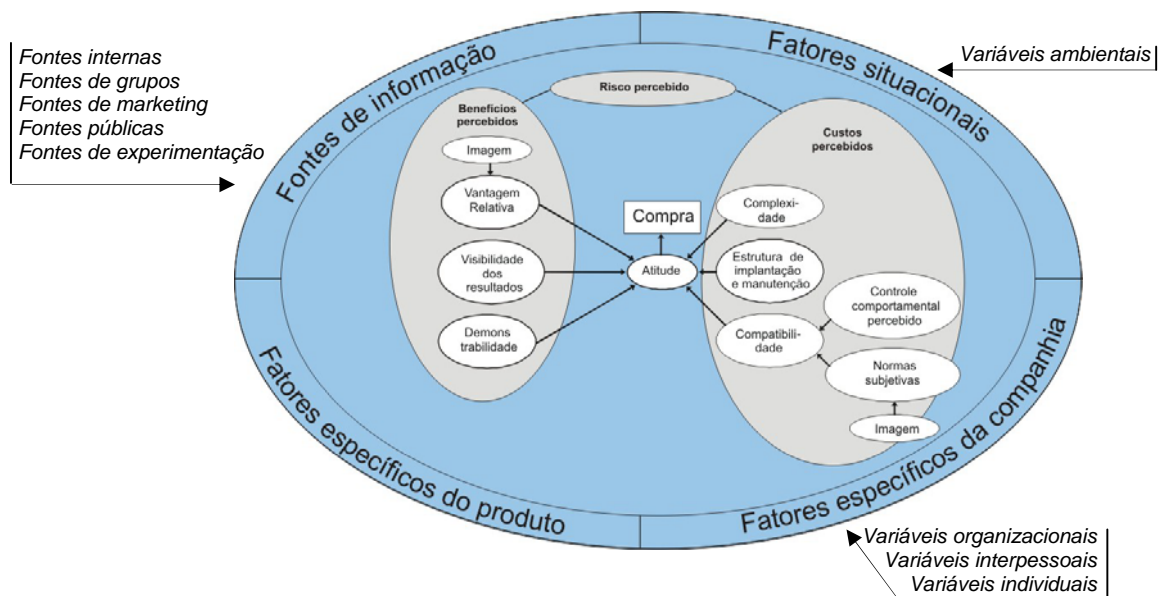 Fontes internas
Fontes de grupos
Fontes de marketing
Fontes públicas
Fontes de experimentação
Fontes de informação
Fatores situacionais
Variáveis ambientais
Risco percebido
Benefícios
percebidos
Imagem
Vantagem
Relativa
Visibilidade
dos
resultados
Demons
trabilidade
Compra
Atitude
Custos
percebidos
Complexi-
dade
Estrutura de
implantação
e manutenção
Compatibili-
dade
Controle
comportamental
percebido
Normas
subjetivas
Imagem
Fatores específicos do produto
Fatores específicos da companhia
Variáveis organizacionais
Variáveis interpessoais
Variáveis individuais